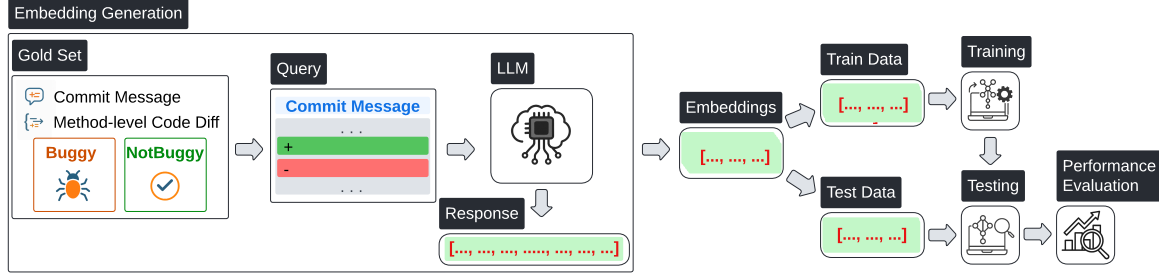 Embedding Generation
Gold Set
Commit Message
Method-level Code Diff
Buggy
NotBuggy
Query
Commit Message
. . .
+
-
. . .
LLM
Response
[..., ..., ..., ....., ..., ..., ...]
Embeddings
[..., ..., ...]
Train Data
[..., ..., ...]
Test Data
[..., ..., ...]
Training
Testing
Performance
Evaluation